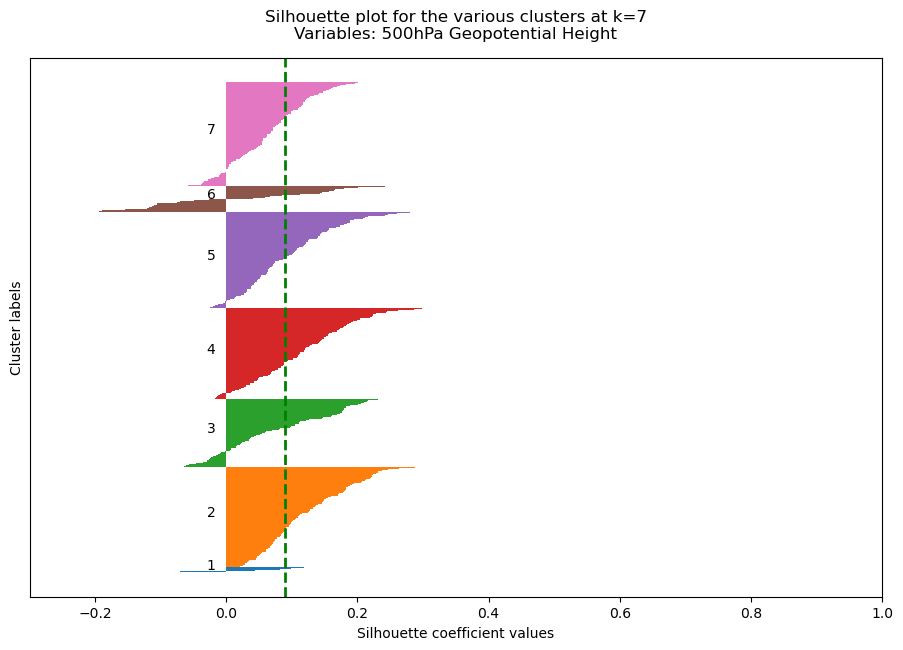 Silhouette plot for the various clusters at k=7
Variables: 500hPa Geopotential Height
Cluster labels
7
6
5
4
3
2
1
−0.2 0.0 0.2 0.4 0.6 0.8 1.0
Silhouette coefficient values